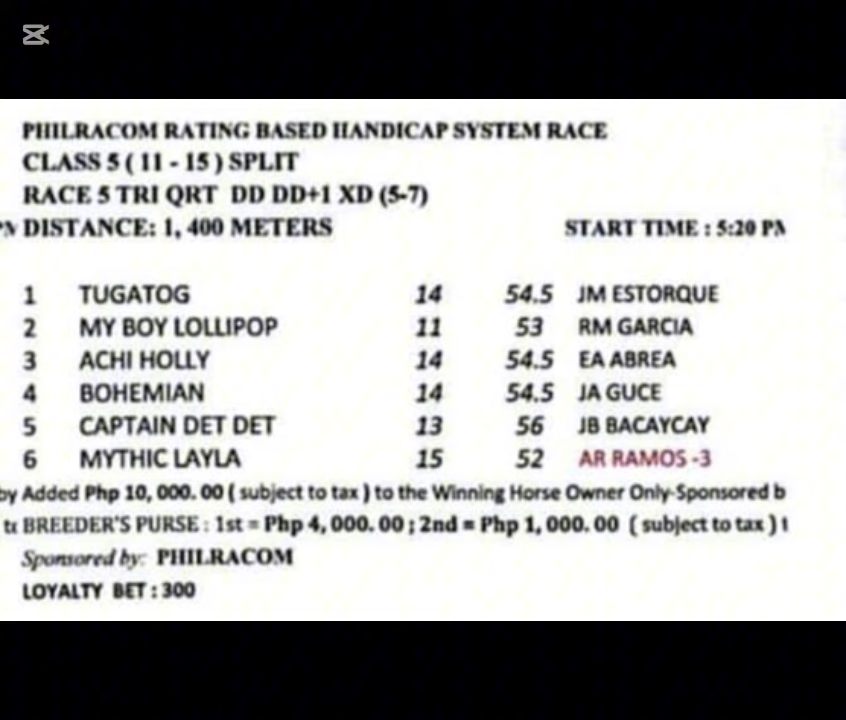 PHILRACOM RATING BASED HANDICAP SYSTEM RACE
CLASS 5 ( 11 - 15 ) SPLIT
RACE 5 TRI QRT DD DD+1 XD (5-7)
DISTANCE: 1, 400 METERS START TIME : 5:20 PM
1 TUGATOG 14 54.5 JM ESTORQUE
2 MY BOY LOLLIPOP 11 53 RM GARCIA
3 ACHI HOLLY 14 54.5 EA ABREA
4 BOHEMIAN 14 54.5 JA GUCE
5 CAPTAIN DET DET 13 56 JB BACAYCAY
6 MYTHIC LAYLA 15 52 AR RAMOS -3
by Added Php 10, 000. 00 ( subject to tax ) to the Winning Horse Owner Only-Sponsored b
BREEDER'S PURSE : 1st = Php 4, 000. 00 ; 2nd = Php 1, 000. 00 ( subject to tax ) t
Sponsored by: PHILRACOM
LOYALTY BET : 300